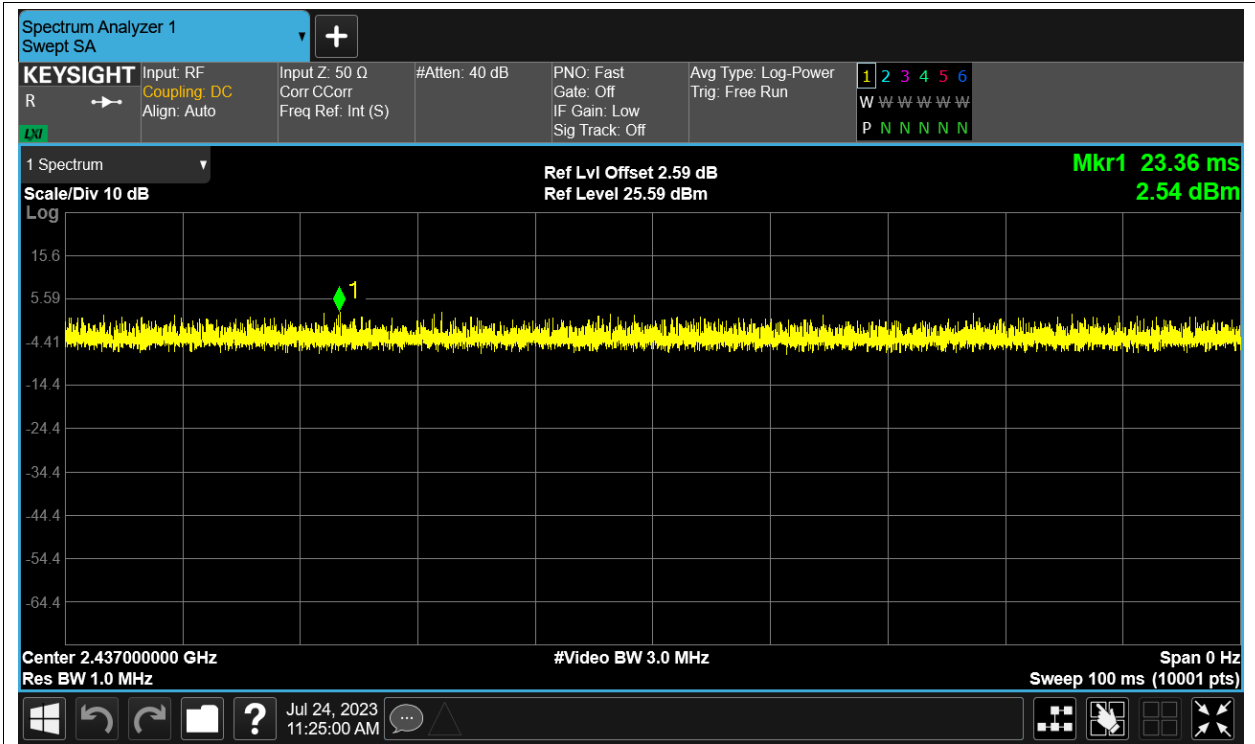 Spectrum Analyzer 1
Swept SA
KEYSIGHT
R
LXI
Input: RF
Coupling: DC
Align: Auto
Input Z: 50 Ω
Corr CCorr
Freq Ref: Int (S)
#Atten: 40 dB
PNO: Fast
Gate: Off
IF Gain: Low
Sig Track: Off
Avg Type: Log-Power
Trig: Free Run
1 2 3 4 5 6
W W W W W W
P N N N N N
1 Spectrum
Scale/Div 10 dB
Ref Lvl Offset 2.59 dB
Ref Level 25.59 dBm
Mkr1 23.36 ms
2.54 dBm
Log
15.6
5.59
1
-4.41
-14.4
-24.4
-34.4
-44.4
-54.4
-64.4
Center 2.437000000 GHz
Res BW 1.0 MHz
#Video BW 3.0 MHz
Span 0 Hz
Sweep 100 ms (10001 pts)
?
Jul 24, 2023
11:25:00 AM